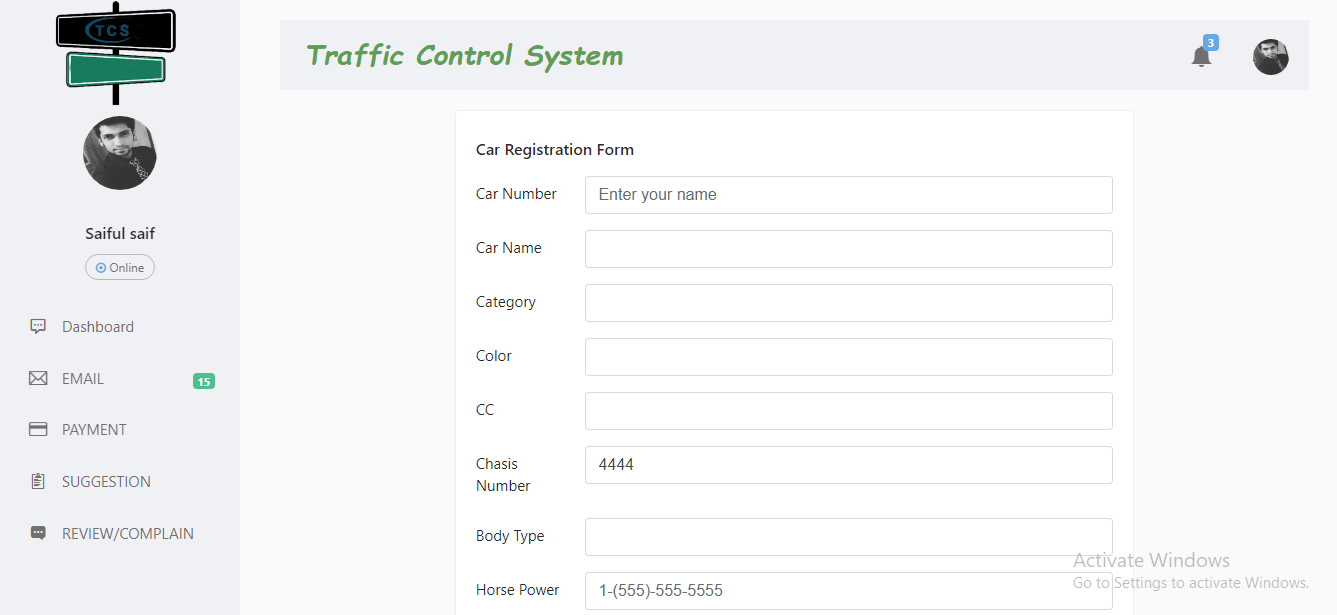 TCS
Traffic Control System
3
Saiful saif
Online
Dashboard
EMAIL
15
PAYMENT
SUGGESTION
REVIEW/COMPLAIN
Car Registration Form
Car Number
Enter your name
Car Name
Category
Color
CC
Chasis
Number
4444
Body Type
Horse Power
1-(555)-555-5555
Activate Windows
Go to Settings to activate Windows.